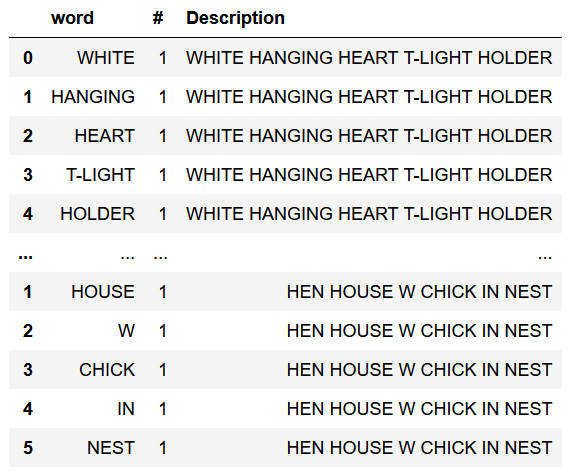 word # Description
0 WHITE 1 WHITE HANGING HEART T-LIGHT HOLDER
1 HANGING 1 WHITE HANGING HEART T-LIGHT HOLDER
2 HEART 1 WHITE HANGING HEART T-LIGHT HOLDER
3 T-LIGHT 1 WHITE HANGING HEART T-LIGHT HOLDER
4 HOLDER 1 WHITE HANGING HEART T-LIGHT HOLDER
... ... ... ...
1 HOUSE 1 HEN HOUSE W CHICK IN NEST
2 W 1 HEN HOUSE W CHICK IN NEST
3 CHICK 1 HEN HOUSE W CHICK IN NEST
4 IN 1 HEN HOUSE W CHICK IN NEST
5 NEST 1 HEN HOUSE W CHICK IN NEST